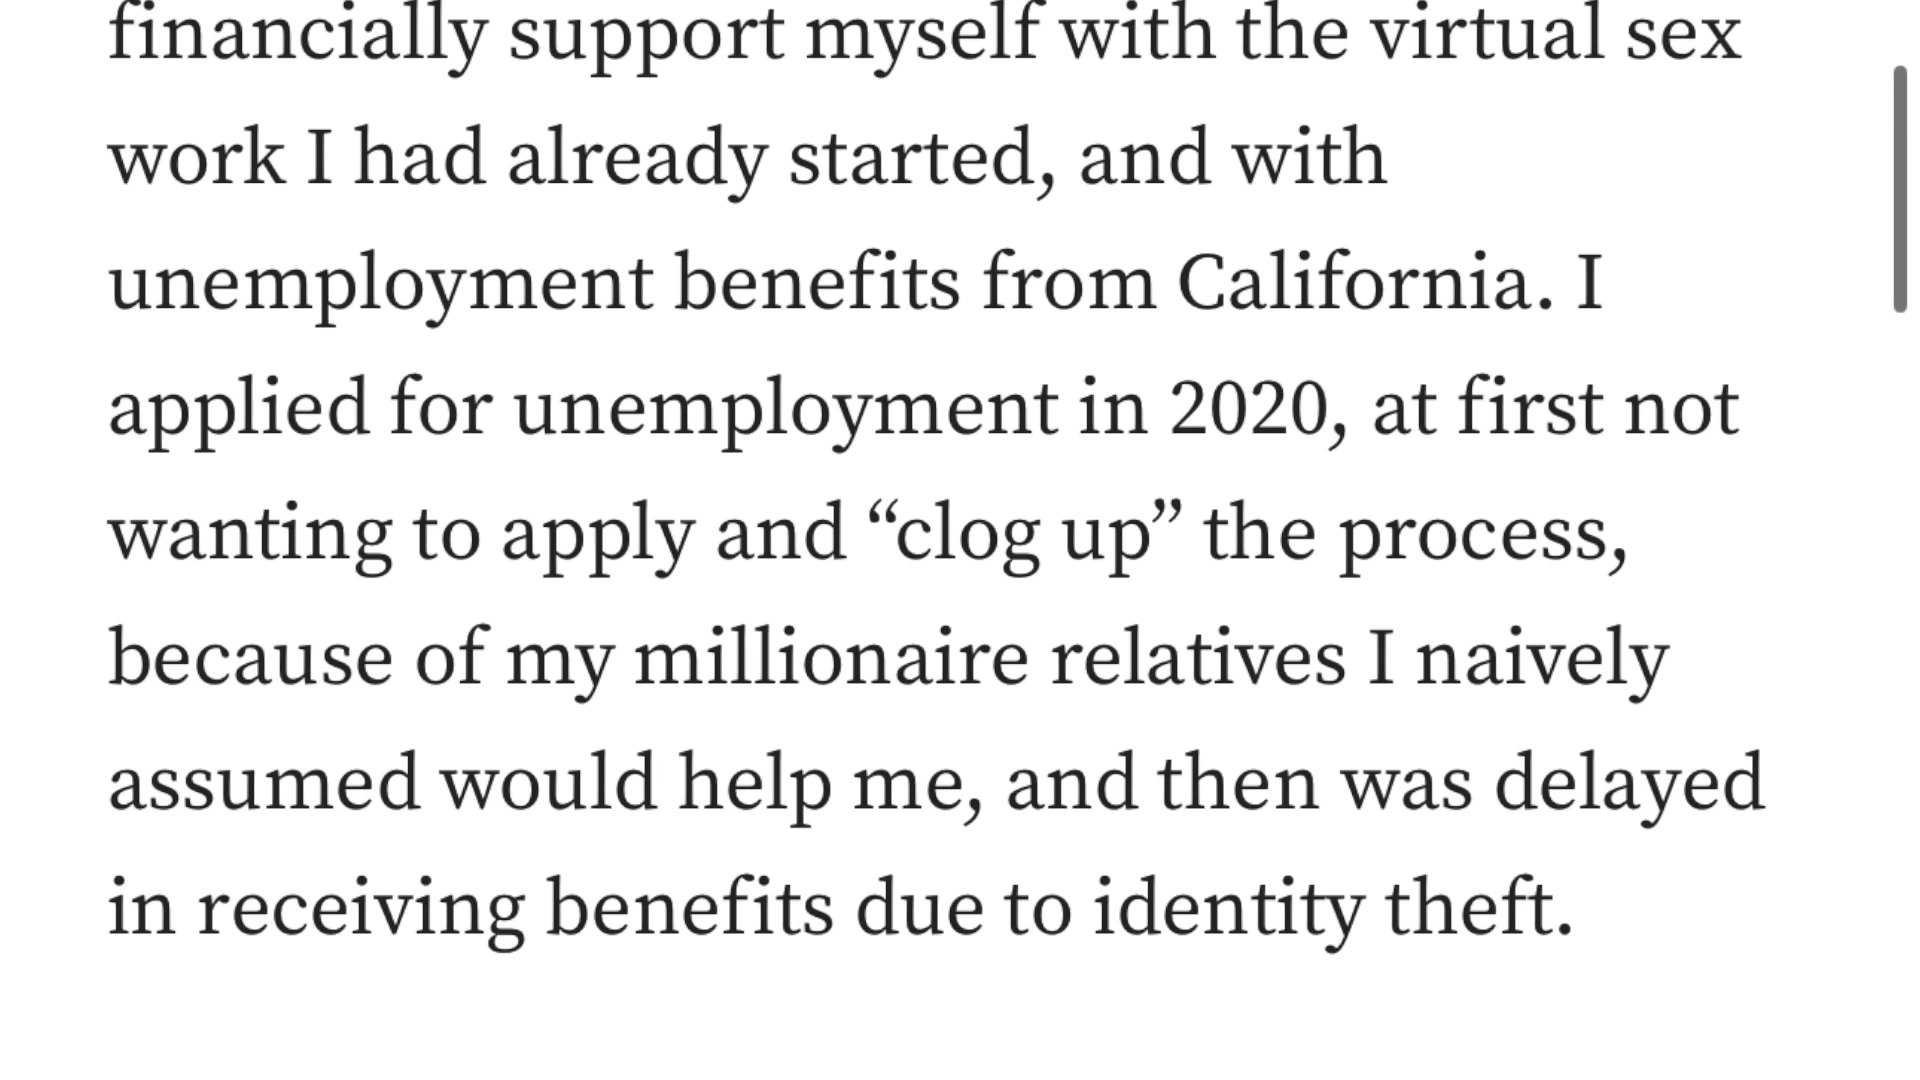 financially support myself with the virtual sex
work I had already started, and with
unemployment benefits from California. I
applied for unemployment in 2020, at first not
wanting to apply and “clog up” the process,
because of my millionaire relatives I naively
assumed would help me, and then was delayed
in receiving benefits due to identity theft.